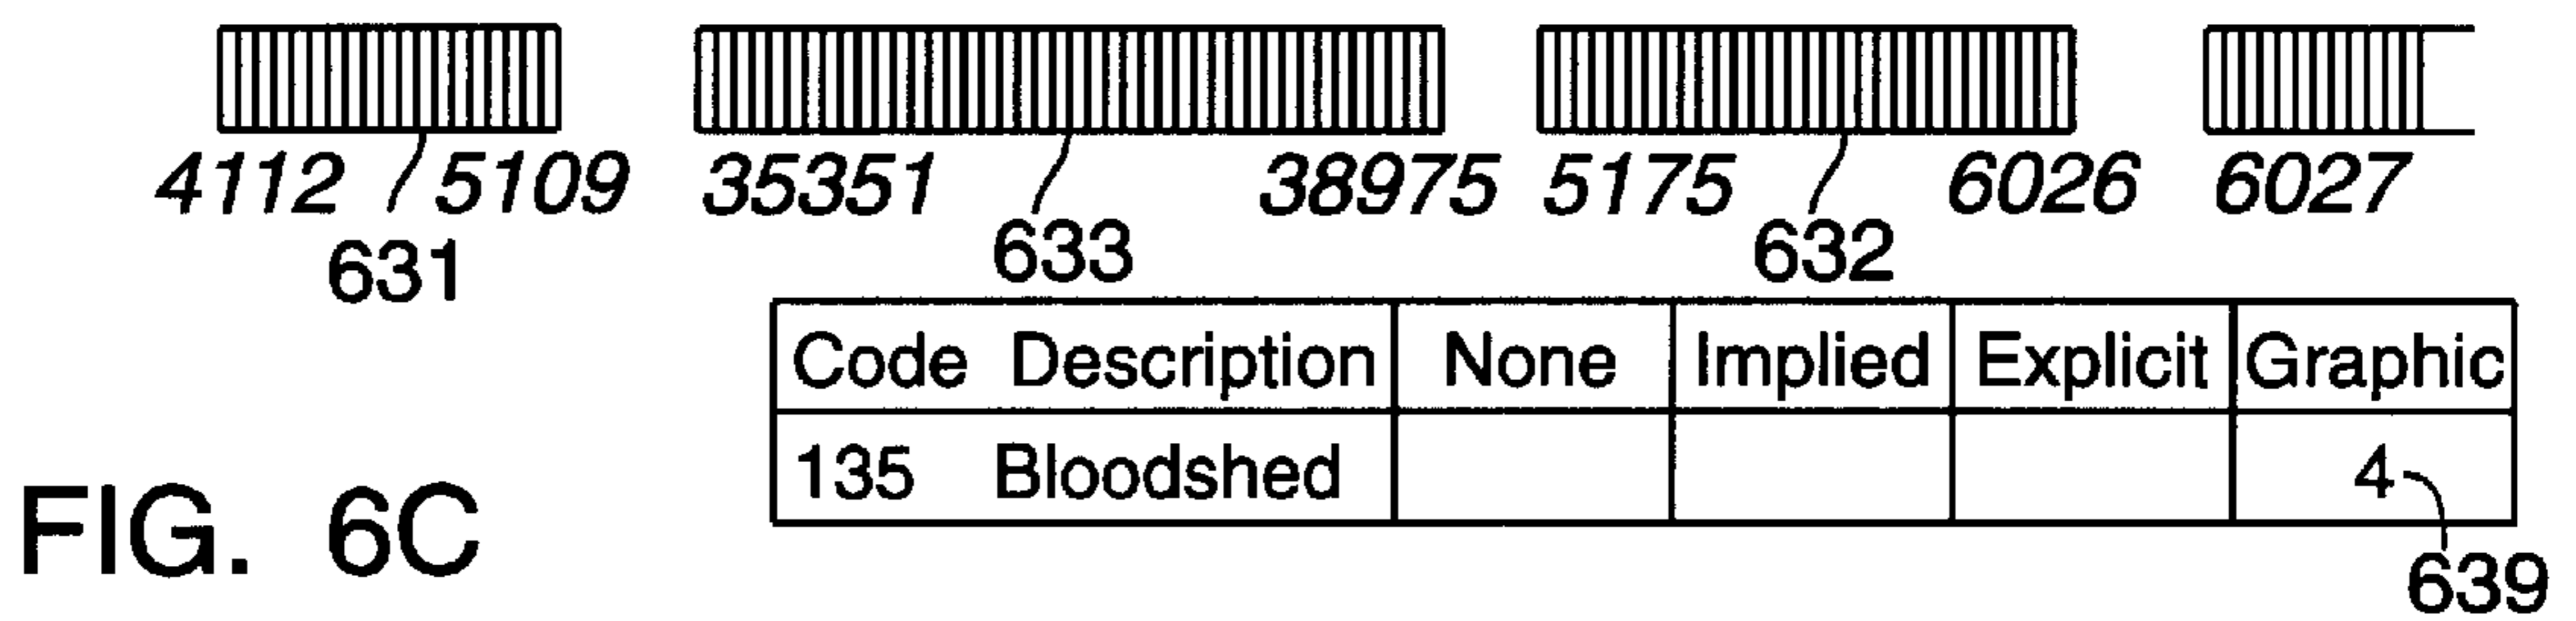 4112 5109 35351 38975 5175 6026 6027
631 633 632
Code Description None Implied Explicit Graphic
135 Bloodshed 4
639
FIG. 6C